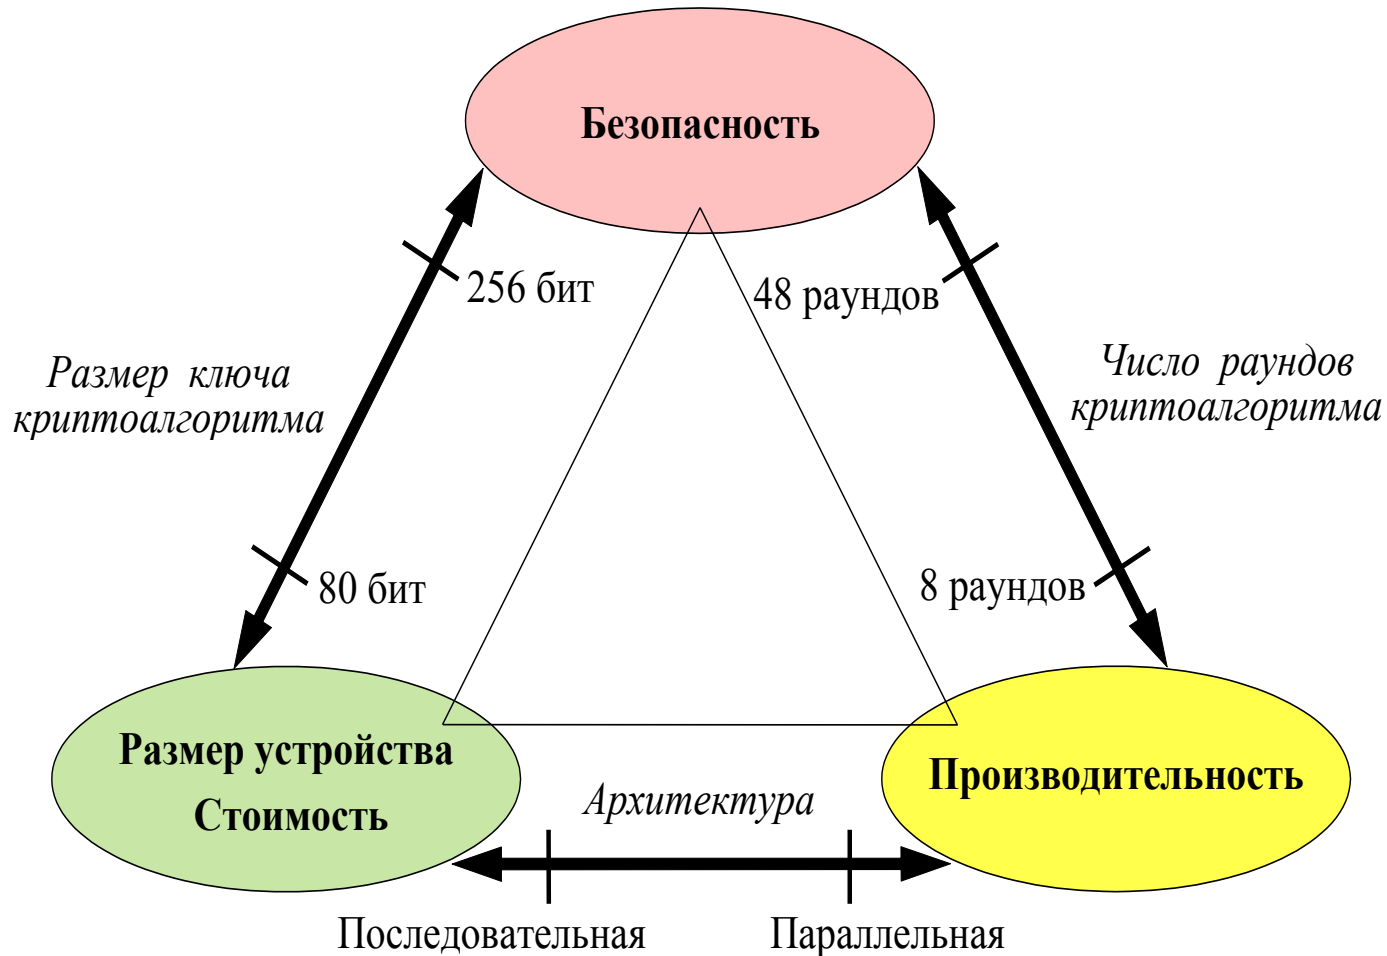 Безопасность
256 бит
48 раундов
Размер ключа
криптоалгоритма
Число раундов
криптоалгоритма
80 бит
8 раундов
Размер устройства
Стоимость
Производительность
Архитектура
Последовательная
Параллельная